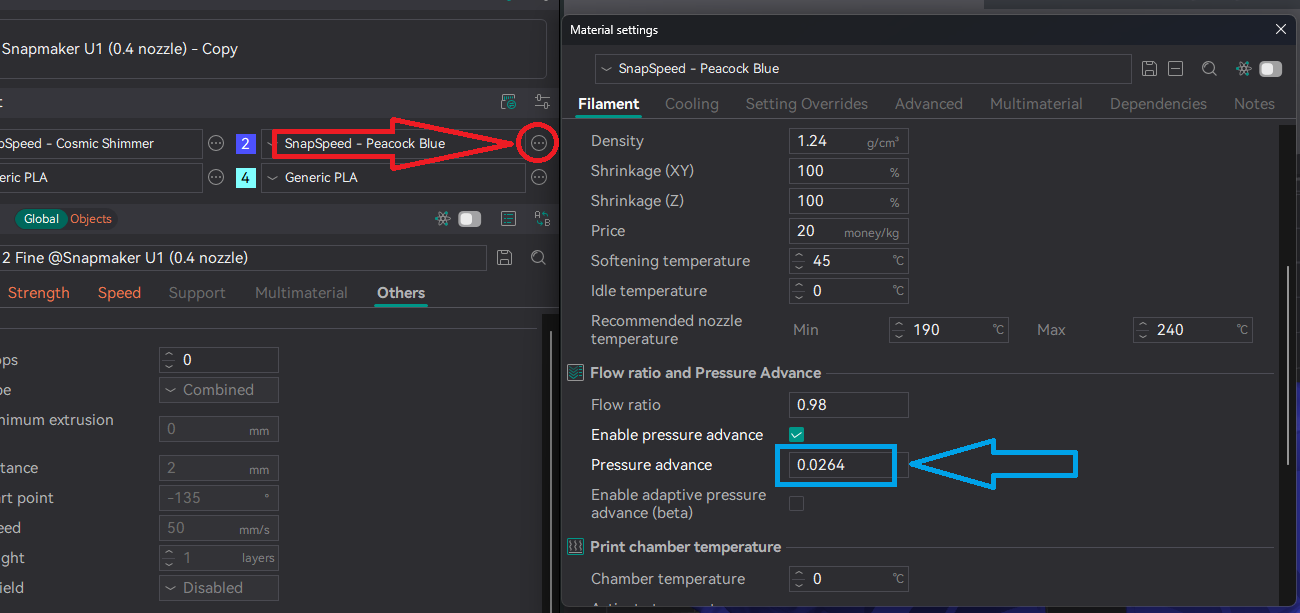 Snapmaker U1 (0.4 nozzle) - Copy
Speed - Cosmic Shimmer
2
SnapSpeed - Peacock Blue
eric PLA
4
Generic PLA
Global
Objects
2 Fine @Snapmaker U1 (0.4 nozzle)
Strength
Speed
Support
Multimaterial
Others
ops
0
pe
Combined
nimum extrusion
0
mm
tance
2
mm
rt point
-135
°
eed
50
mm/s
ght
1
layers
ield
Disabled
Material settings
SnapSpeed - Peacock Blue
Filament
Cooling
Setting Overrides
Advanced
Multimaterial
Dependencies
Notes
Density
1.24
g/cm³
Shrinkage (XY)
100
%
Shrinkage (Z)
100
%
Price
20
money/kg
Softening temperature
45
°C
Idle temperature
0
°C
Recommended nozzle
temperature
Min
190
°C
Max
240
°C
Flow ratio and Pressure Advance
Flow ratio
0.98
Enable pressure advance
Pressure advance
0.0264
Enable adaptive pressure
advance (beta)
Print chamber temperature
Chamber temperature
0
°C